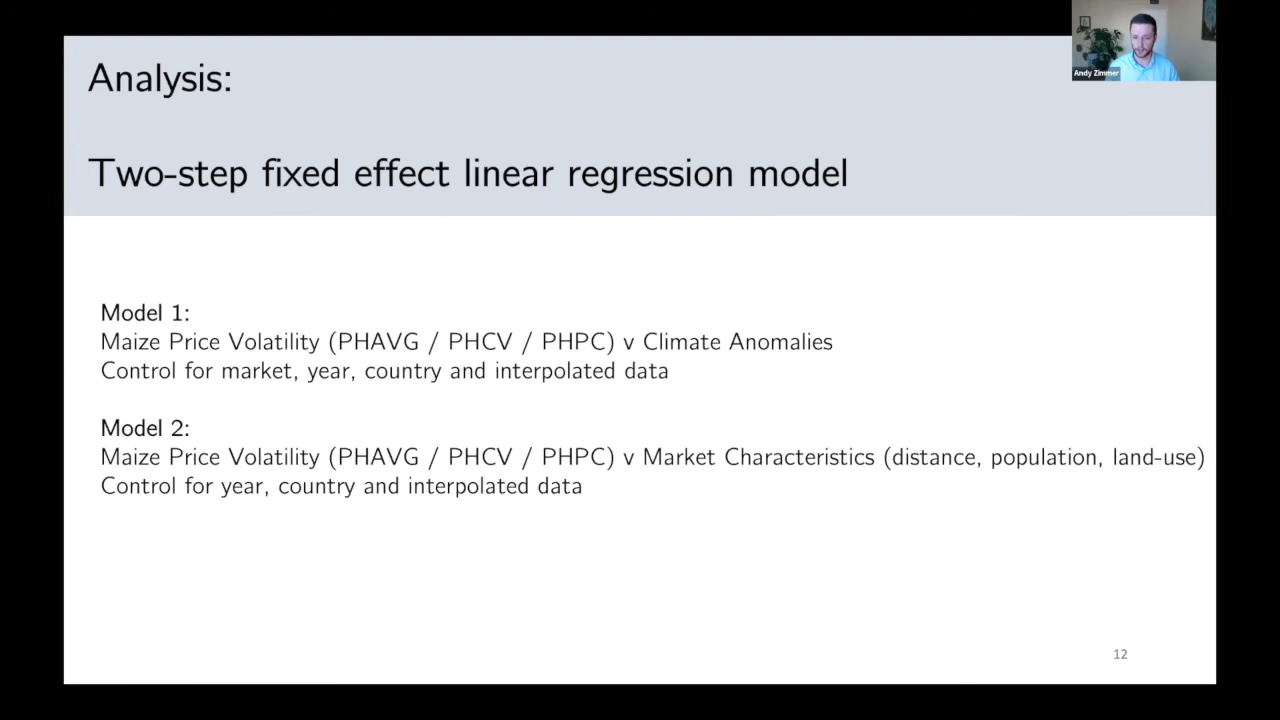 Analysis:
Two-step fixed effect linear regression model
Andy Zimmer
Model 1:
Maize Price Volatility (PHAVG / PHCV / PHPC) v Climate Anomalies
Control for market, year, country and interpolated data
Model 2:
Maize Price Volatility (PHAVG / PHCV / PHPC) v Market Characteristics (distance, population, land-use)
Control for year, country and interpolated data
12